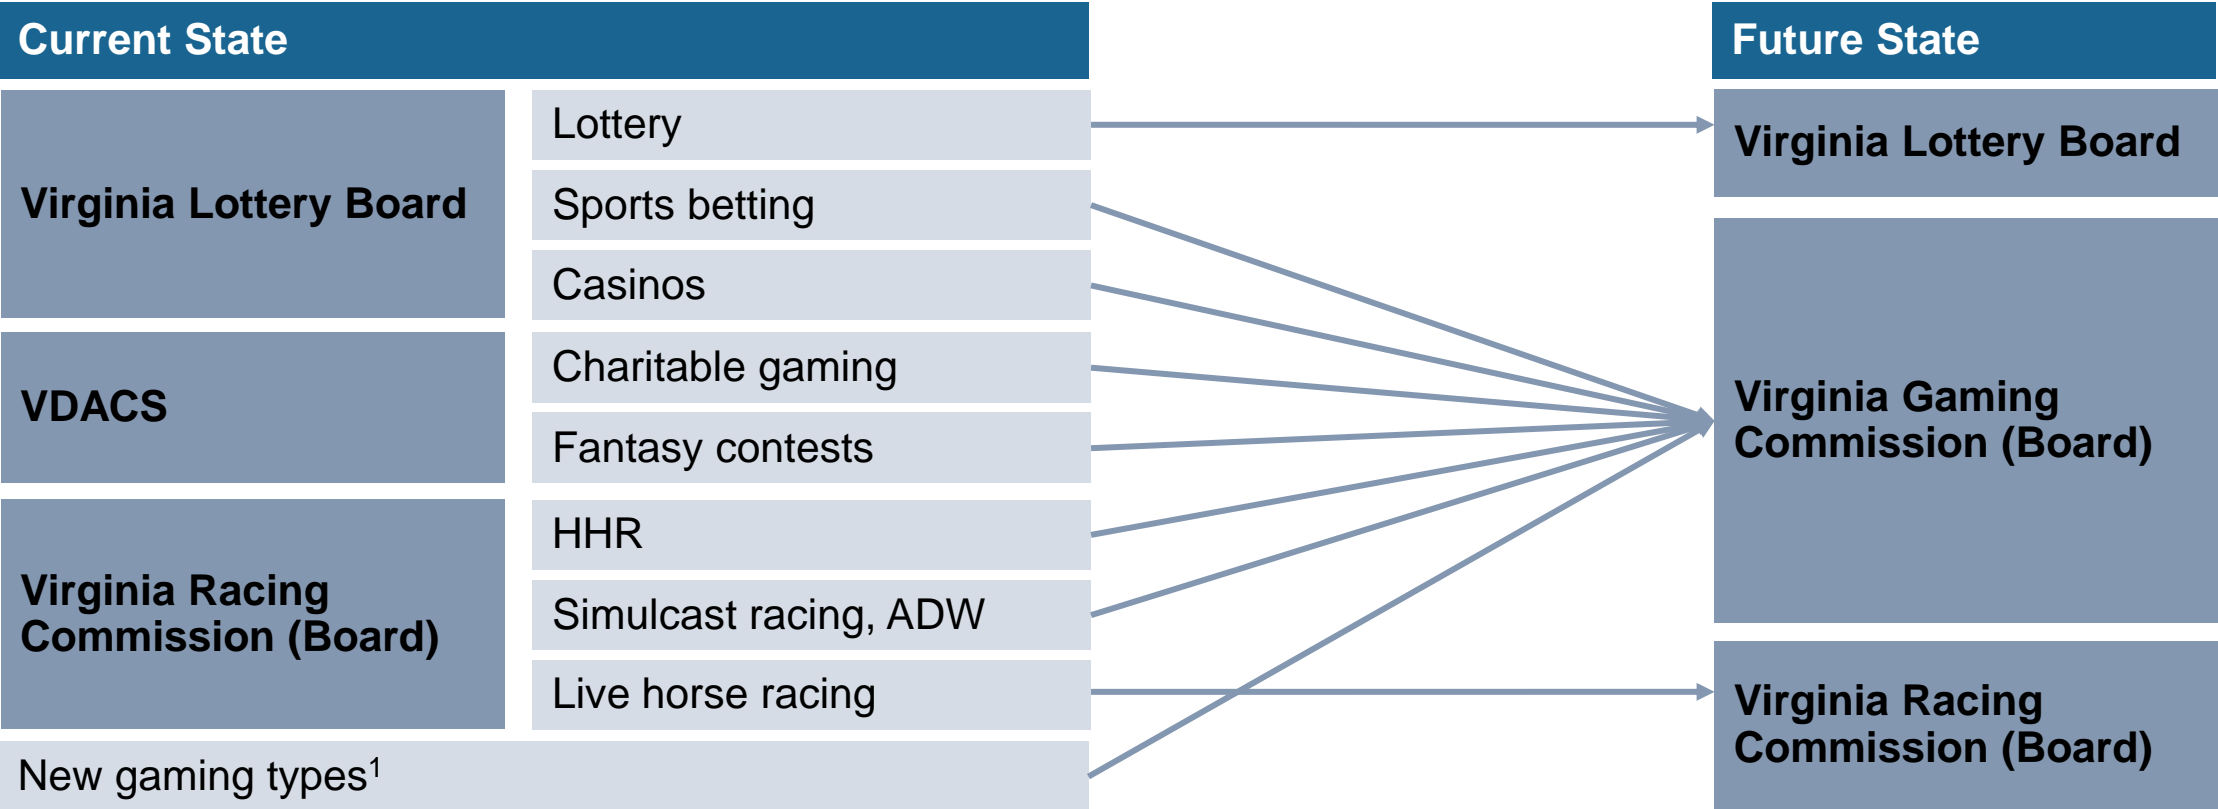 Current State
Future State
Virginia Lottery Board
Lottery
Sports betting
Casinos
VDACS
Charitable gaming
Fantasy contests
Virginia Racing
Commission (Board)
HHR
Simulcast racing, ADW
Live horse racing
New gaming types¹
Virginia Lottery Board
Virginia Gaming
Commission (Board)
Virginia Racing
Commission (Board)